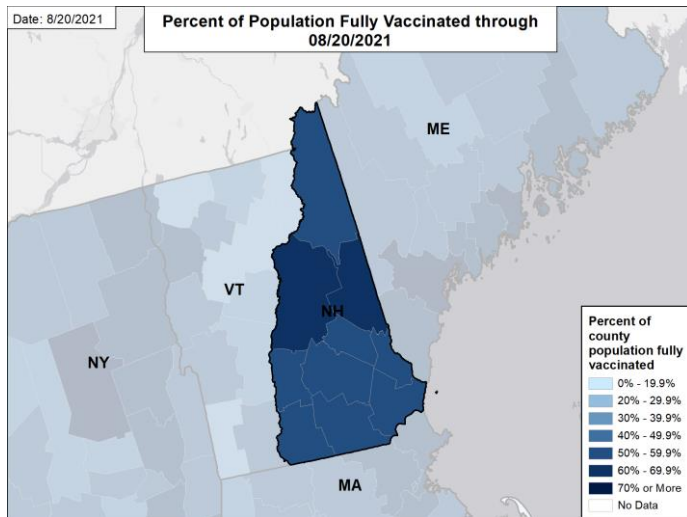 Date: 8/20/2021
Percent of Population Fully Vaccinated through
08/20/2021
ME
VT
NH
NY
MA
Percent of
county
population fully
vaccinated
0% - 19.9%
20% - 29.9%
30% - 39.9%
40% - 49.9%
50% - 59.9%
60% - 69.9%
70% or More
No Data